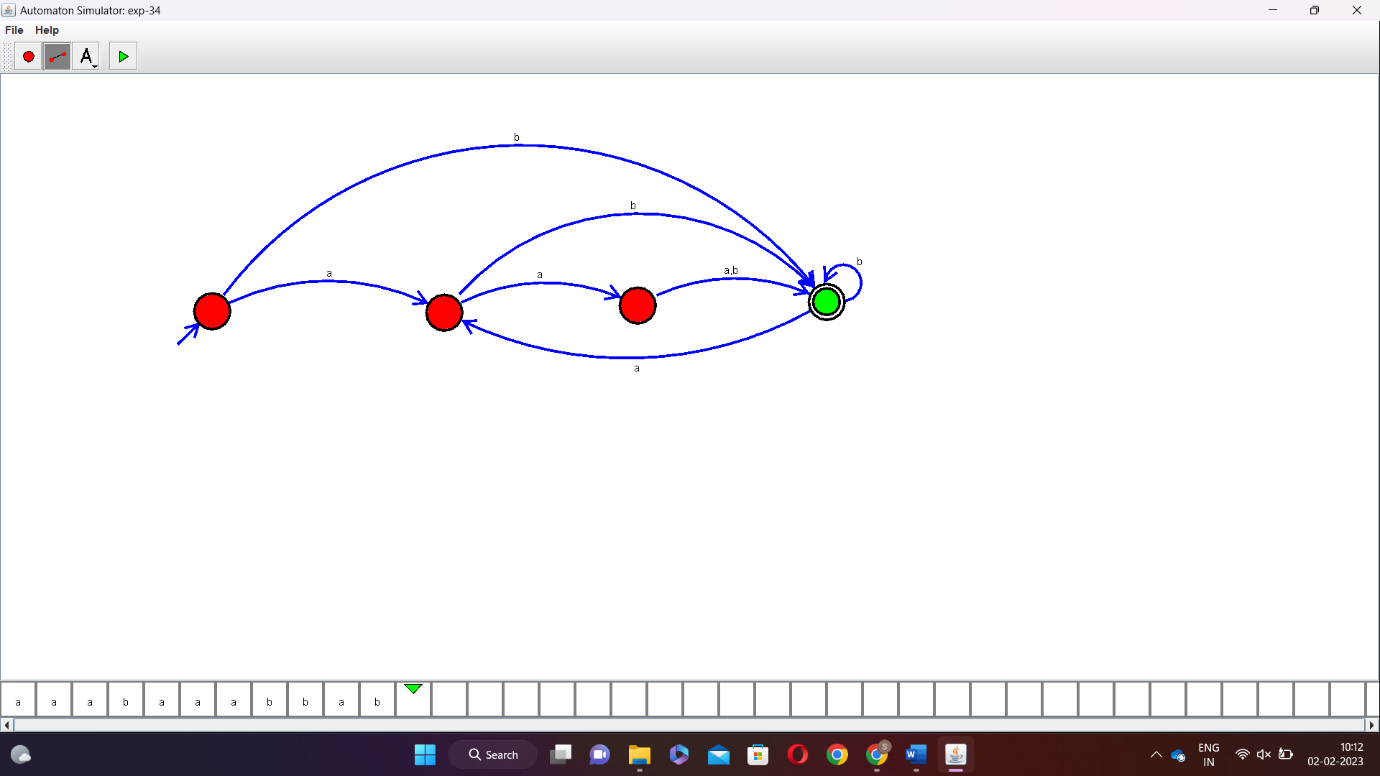 Automaton Simulator: exp-34
File Help
A
b
b
a
a
a,b
b
a
a a a b a a a b b a b
Search
S
ENG
IN
10:12
02-02-2023